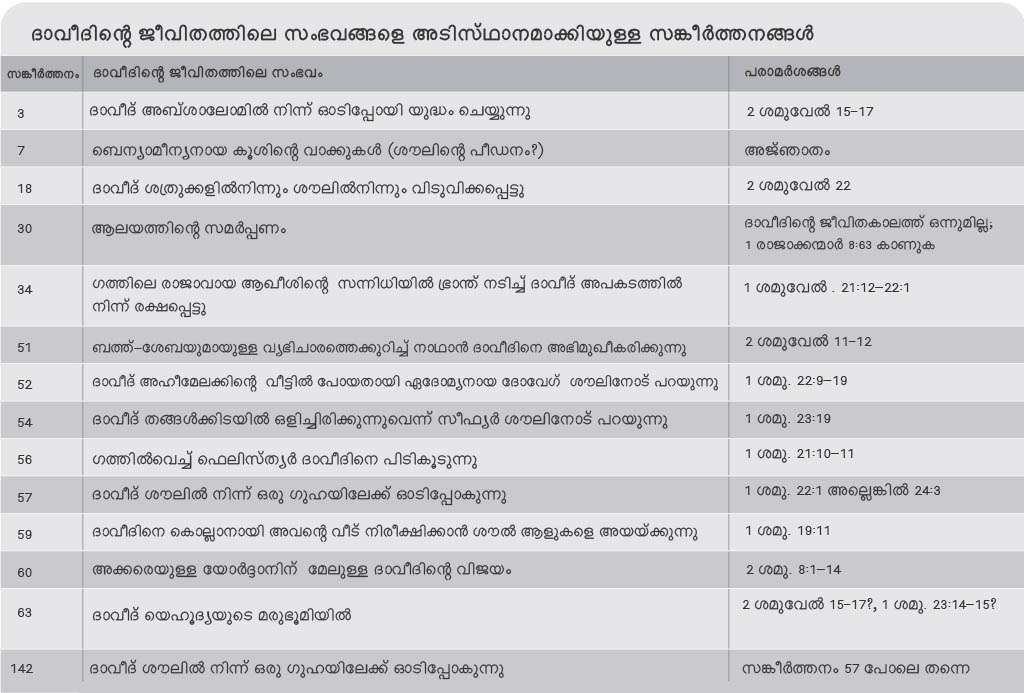 ദാവീദിന്റെ ജീവിതത്തിലെ സംഭവങ്ങളെ അടിസ്ഥാനമാക്കിയുള്ള സങ്കീർത്തനങ്ങൾ
സങ്കീർത്തനം ദാവീദിന്റെ ജീവിതത്തിലെ സംഭവം പരാമർശങ്ങൾ
3 ദാവീദ് അബ്ശാലോമിൽ നിന്ന് ഓടിപ്പോയി യുദ്ധം ചെയ്യുന്നു 2 ശമുവേൽ 15-17
7 ബെന്യാമീന്യനായ കൂശിന്റെ വാക്കുകൾ (ശൗലിന്റെ പീഡനം?) അജ്ഞാതം
18 ദാവീദ് ശത്രുക്കളിൽനിന്നും ശൗലിൽനിന്നും വിടുവിക്കപ്പെട്ടു 2 ശമുവേൽ 22
30 ആലയത്തിന്റെ സമർപ്പണം ദാവീദിന്റെ ജീവിതകാലത്ത് ഒന്നുമില്ല;
1 രാജാക്കന്മാർ 8:63 കാണുക
34 ഗത്തിലെ രാജാവായ ആഖീശിന്റെ സന്നിധിയിൽ ഭ്രാന്ത് നടിച്ച് ദാവീദ് അപകടത്തിൽ 1 ശമുവേൽ . 21:12–22:1
നിന്ന് രക്ഷപ്പെട്ടു
51 ബത്ത്-ശേബയുമായുള്ള വ്യഭിചാരത്തെക്കുറിച്ച് നാഥാൻ ദാവീദിനെ അഭിമുഖീകരിക്കുന്നു 2 ശമുവേൽ 11–12
52 ദാവീദ് അഹീമേലക്കിന്റെ വീട്ടിൽ പോയതായി ഏദോമ്യനായ ദോവേഗ് ശൗലിനോട് പറയുന്നു 1 ശമു. 22:9–19
54 ദാവീദ് തങ്ങൾക്കിടയിൽ ഒളിച്ചിരിക്കുന്നുവെന്ന് സീഫ്യർ ശൗലിനോട് പറയുന്നു 1 ശമു. 23:19
56 ഗത്തിൽവെച്ച് ഫെലിസ്ത്യർ ദാവീദിനെ പിടികൂടുന്നു 1 ശമു. 21:10–11
57 ദാവീദ് ശൗലിൽ നിന്ന് ഒരു ഗുഹയിലേക്ക് ഓടിപ്പോകുന്നു 1 ശമു. 22:1 അല്ലെങ്കിൽ 24:3
59 ദാവീദിനെ കൊല്ലാനായി അവന്റെ വീട് നിരീക്ഷിക്കാൻ ശൗൽ ആളുകളെ അയയ്ക്കുന്നു 1 ശമു. 19:11
60 അക്കരെയുള്ള യോർദ്ദാനിന് മേലുള്ള ദാവീദിന്റെ വിജയം 2 ശമു. 8:1–14
63 ദാവീദ് യെഹൂദ്യയുടെ മരുഭൂമിയിൽ 2 ശമുവേൽ 15-17?, 1 ശമു. 23:14–15?
142 ദാവീദ് ശൗലിൽ നിന്ന് ഒരു ഗുഹയിലേക്ക് ഓടിപ്പോകുന്നു സങ്കീർത്തനം 57 പോലെ തന്നെ